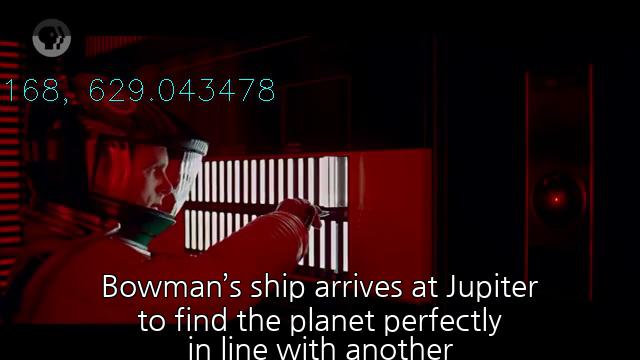 168, 629.043478
Bowman's ship arrives at Jupiter
to find the planet perfectly
in line with another